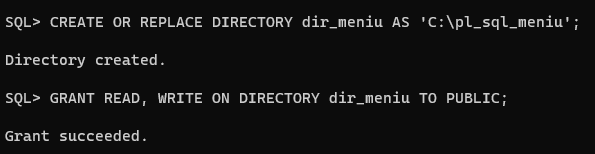 SQL> CREATE OR REPLACE DIRECTORY dir_meniu AS 'C:\pl_sql_meniu';
Directory created.
SQL> GRANT READ, WRITE ON DIRECTORY dir_meniu TO PUBLIC;
Grant succeeded.